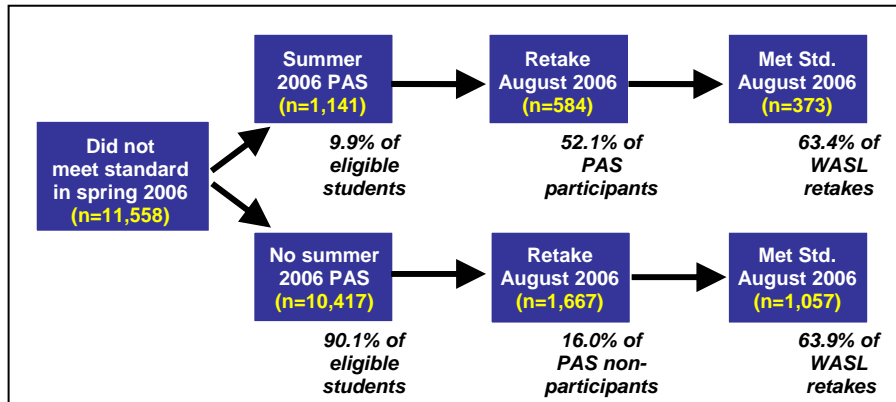 Summer
2006 PAS
(n=1,141)
Retake
August 2006
(n=584)
Met Std.
August 2006
(n=373)
9.9% of
eligible
students
52.1% of
PAS
participants
63.4% of
WASL
retakes
Did not
meet standard
in spring 2006
(n=11,558)
No summer
2006 PAS
(n=10,417)
Retake
August 2006
(n=1,667)
Met Std.
August 2006
(n=1,057)
90.1% of
eligible
students
16.0% of
PAS non-
participants
63.9% of
WASL
retakes